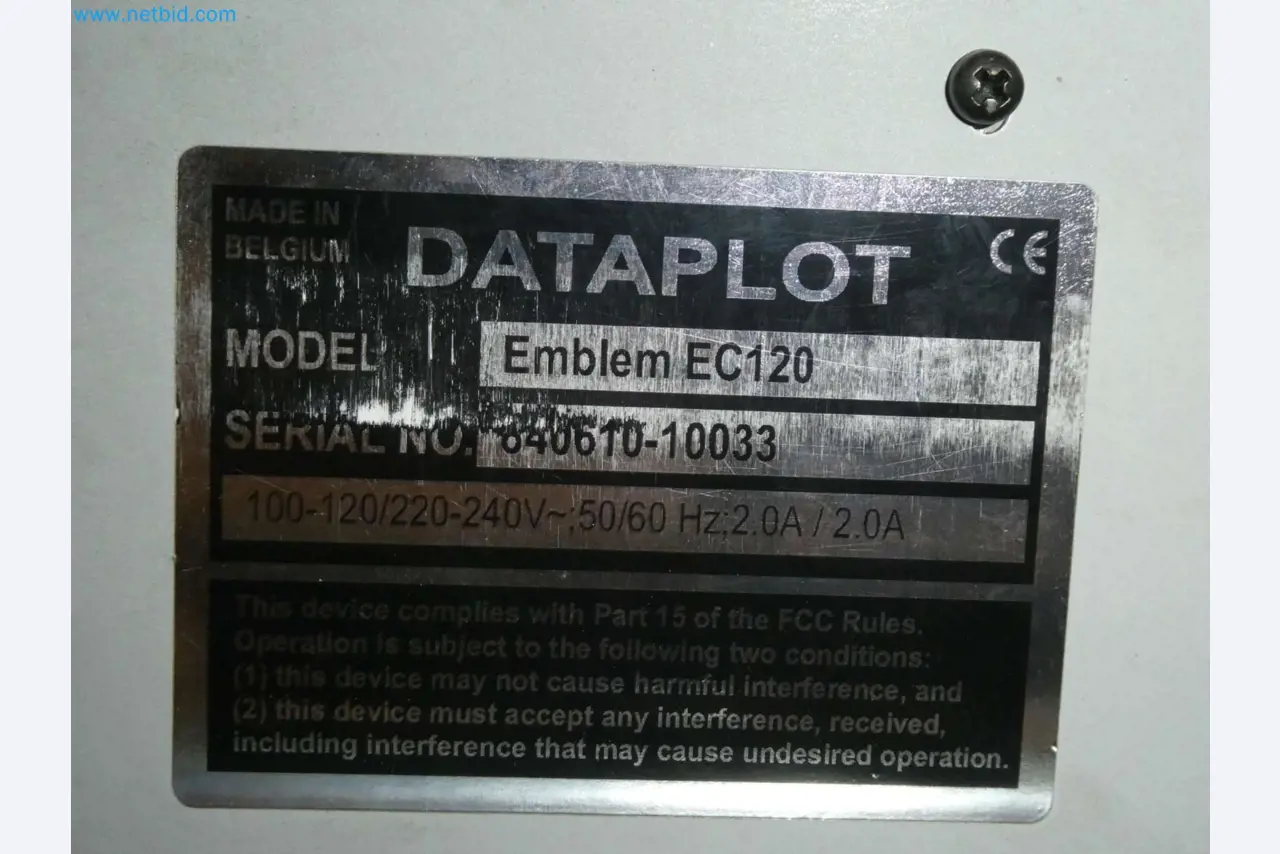 www.netbid.com
MADE IN
BELGIUM
DATAPLOT
CE
MODEL
Emblem EC120
SERIAL NO.
640610-10033
100-120/220-240V~;50/60 Hz;2.0A / 2.0A
This device complies with Part 15 of the FCC Rules.
Operation is subject to the following two conditions:
(1) this device may not cause harmful interference, and
(2) this device must accept any interference, received,
including interference that may cause undesired operation.